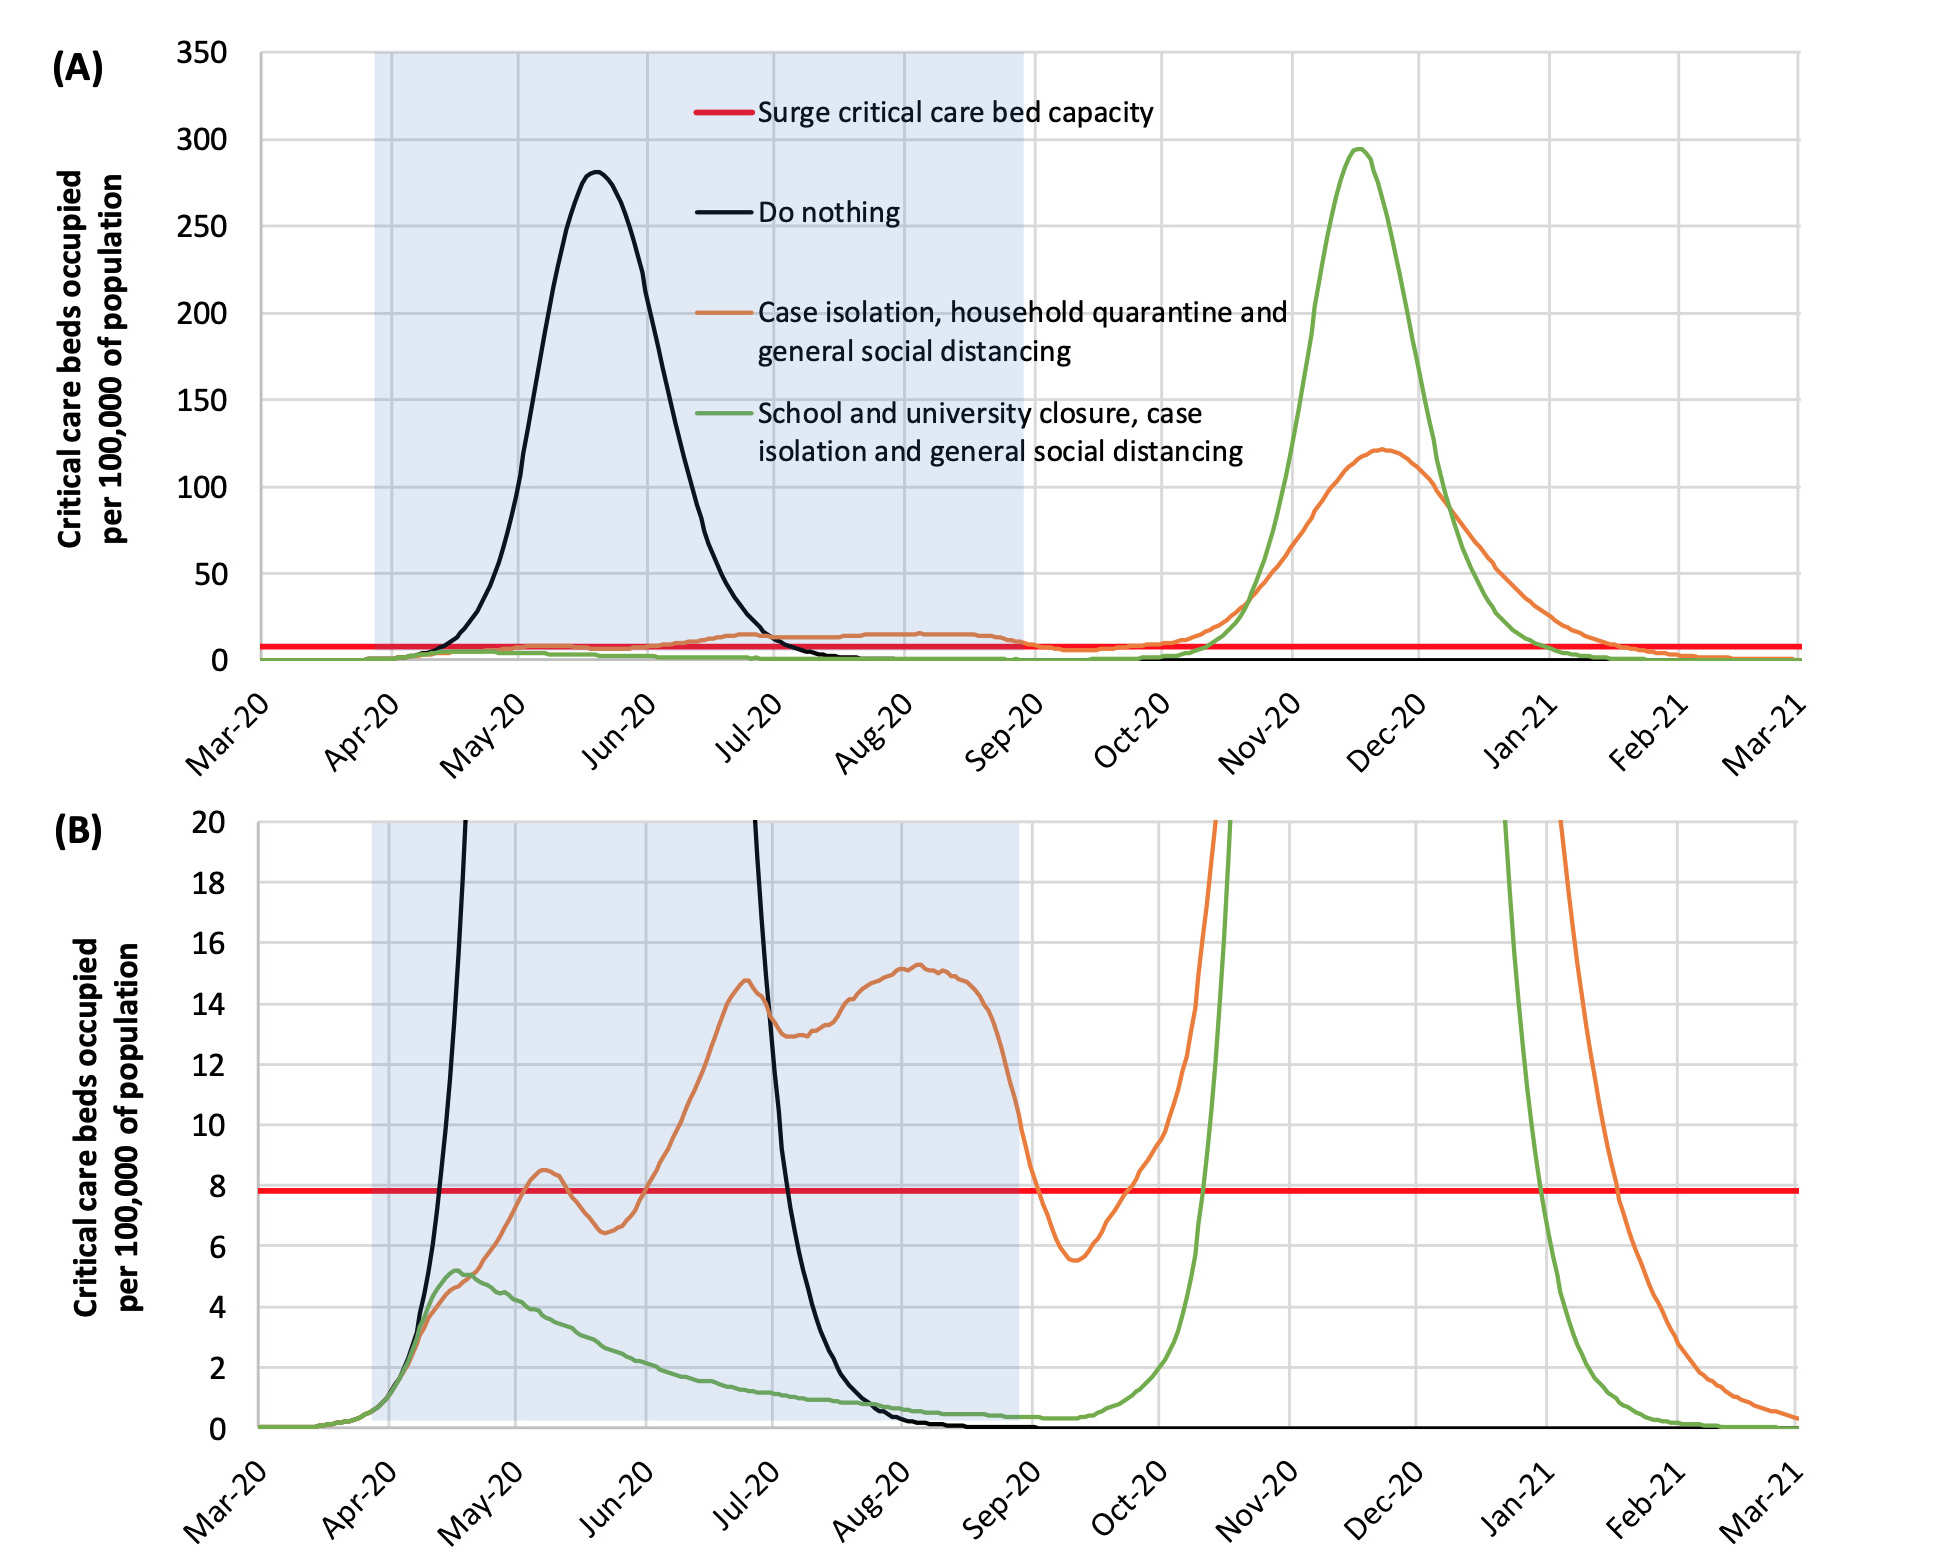 (A)
Critical care beds occupied
per 100,000 of population
350
300
250
200
150
100
50
0
Surge critical care bed capacity
Do nothing
Case isolation, household quarantine and
general social distancing
School and university closure, case
isolation and general social distancing
Mar-20
Apr-20
May-20
Jun-20
Jul-20
Aug-20
Sep-20
Oct-20
Nov-20
Dec-20
Jan-21
Feb-21
Mar-21
(B)
Critical care beds occupied
per 100,000 of population
20
18
16
14
12
10
8
6
4
2
0
Mar-20
Apr-20
May-20
Jun-20
Jul-20
Aug-20
Sep-20
Oct-20
Nov-20
Dec-20
Jan-21
Feb-21
Mar-21